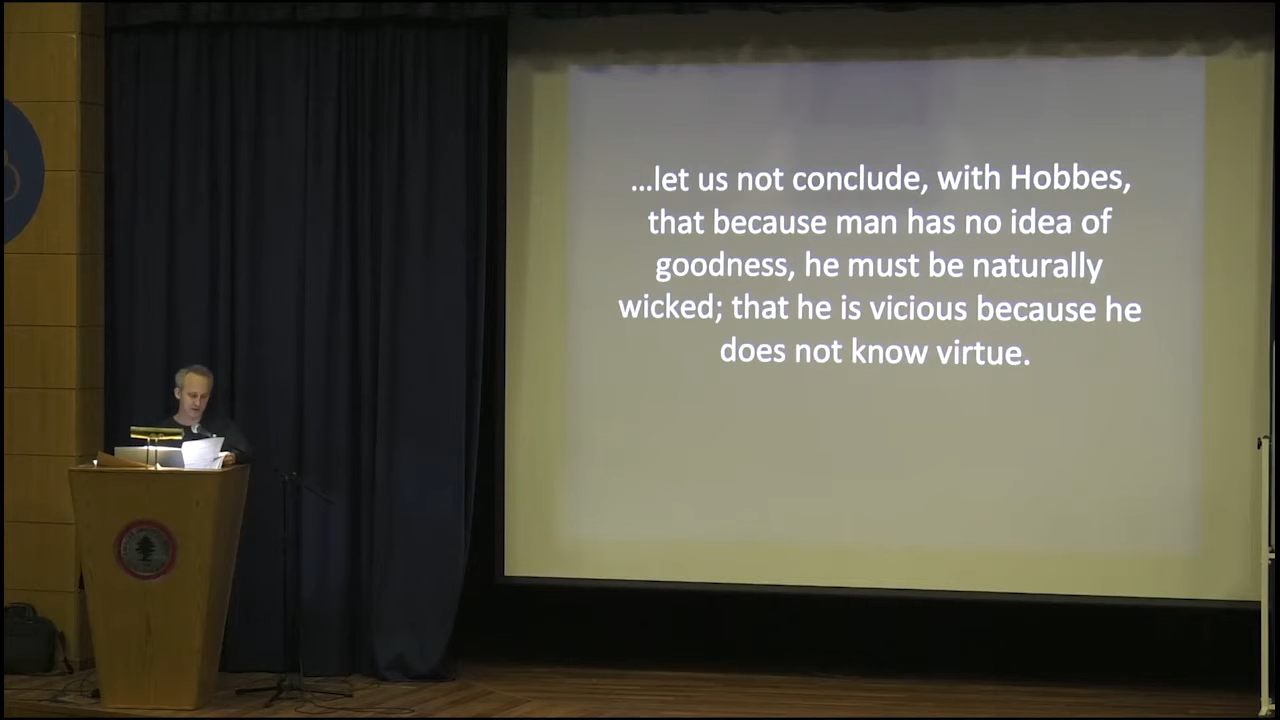 ...let us not conclude, with Hobbes,
that because man has no idea of
goodness, he must be naturally
wicked; that he is vicious because he
does not know virtue.